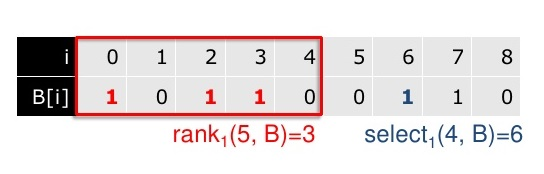 i 0 1 2 3 4 5 6 7 8
B[i] 1 0 1 1 0 0 1 1 0
rank₁(5, B)=3 select₁(4, B)=6